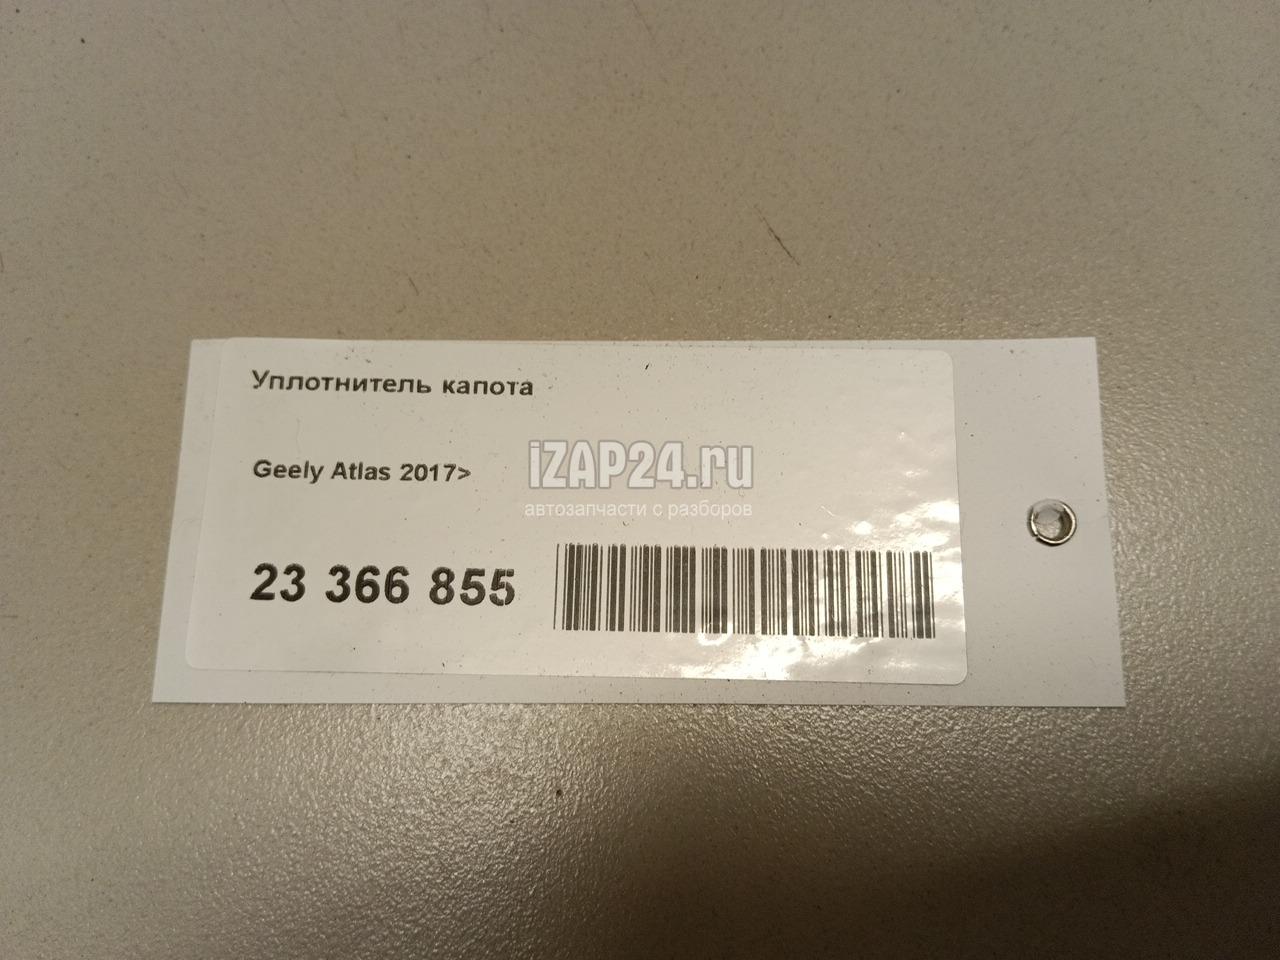 Уплотнитель капота
Geely Atlas 2017>
iZAP24.ru
автозапчасти с разборов
23 366 855